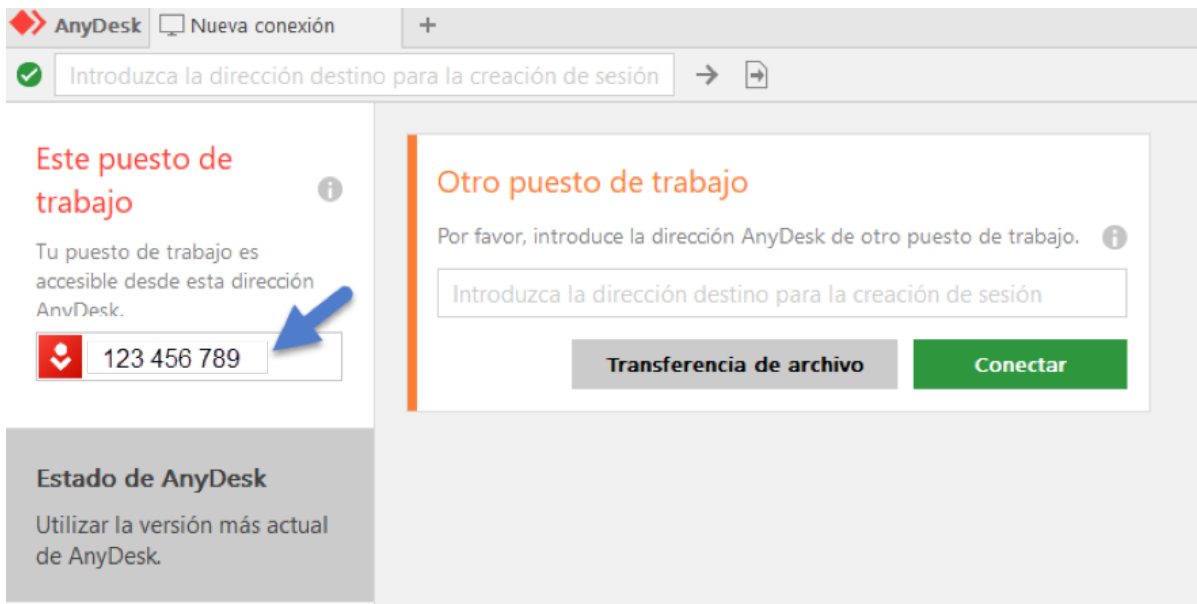 AnyDesk
Nueva conexión
+
Introduzca la dirección destino para la creación de sesión
Este puesto de
trabajo
Tu puesto de trabajo es
accesible desde esta dirección
AnyDesk.
123 456 789
Estado de AnyDesk
Utilizar la versión más actual
de AnyDesk.
Otro puesto de trabajo
Por favor, introduce la dirección AnyDesk de otro puesto de trabajo.
Introduzca la dirección destino para la creación de sesión
Transferencia de archivo
Conectar